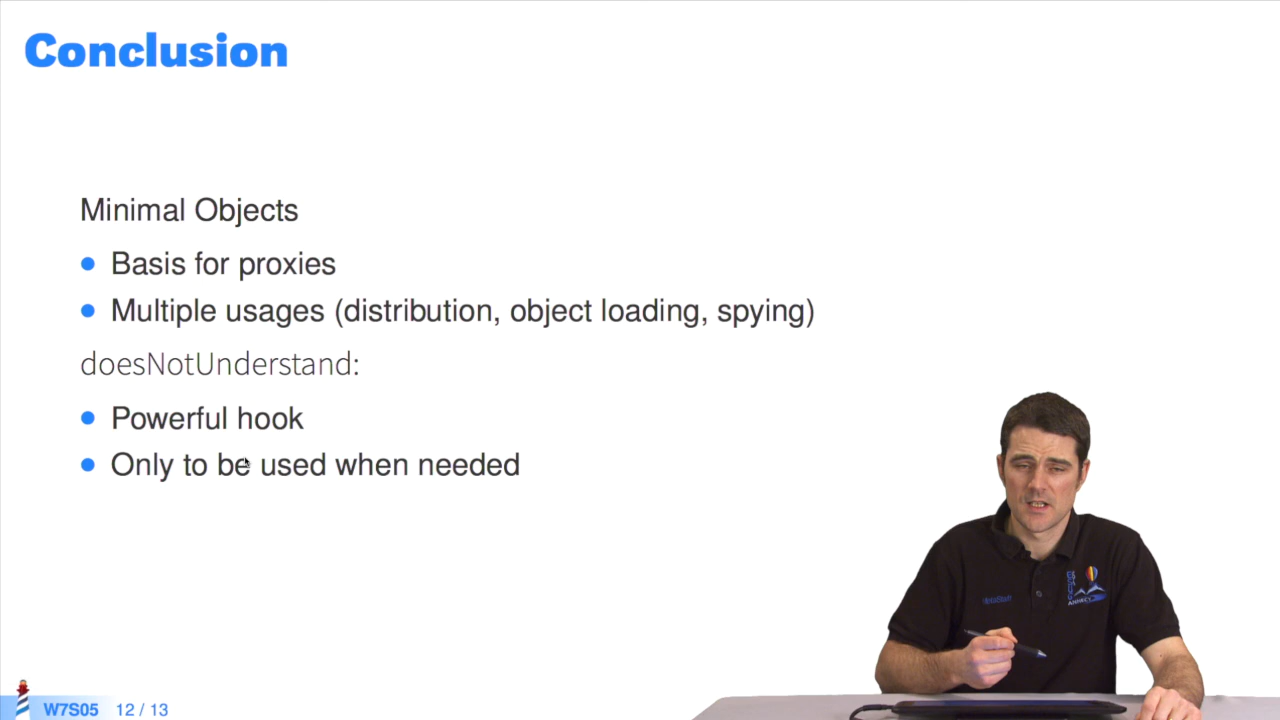 Conclusion
Minimal Objects
Basis for proxies
Multiple usages (distribution, object loading, spying)
doesNotUnderstand:
Powerful hook
Only to be used when needed
ANNECY
W7S05 12 / 13